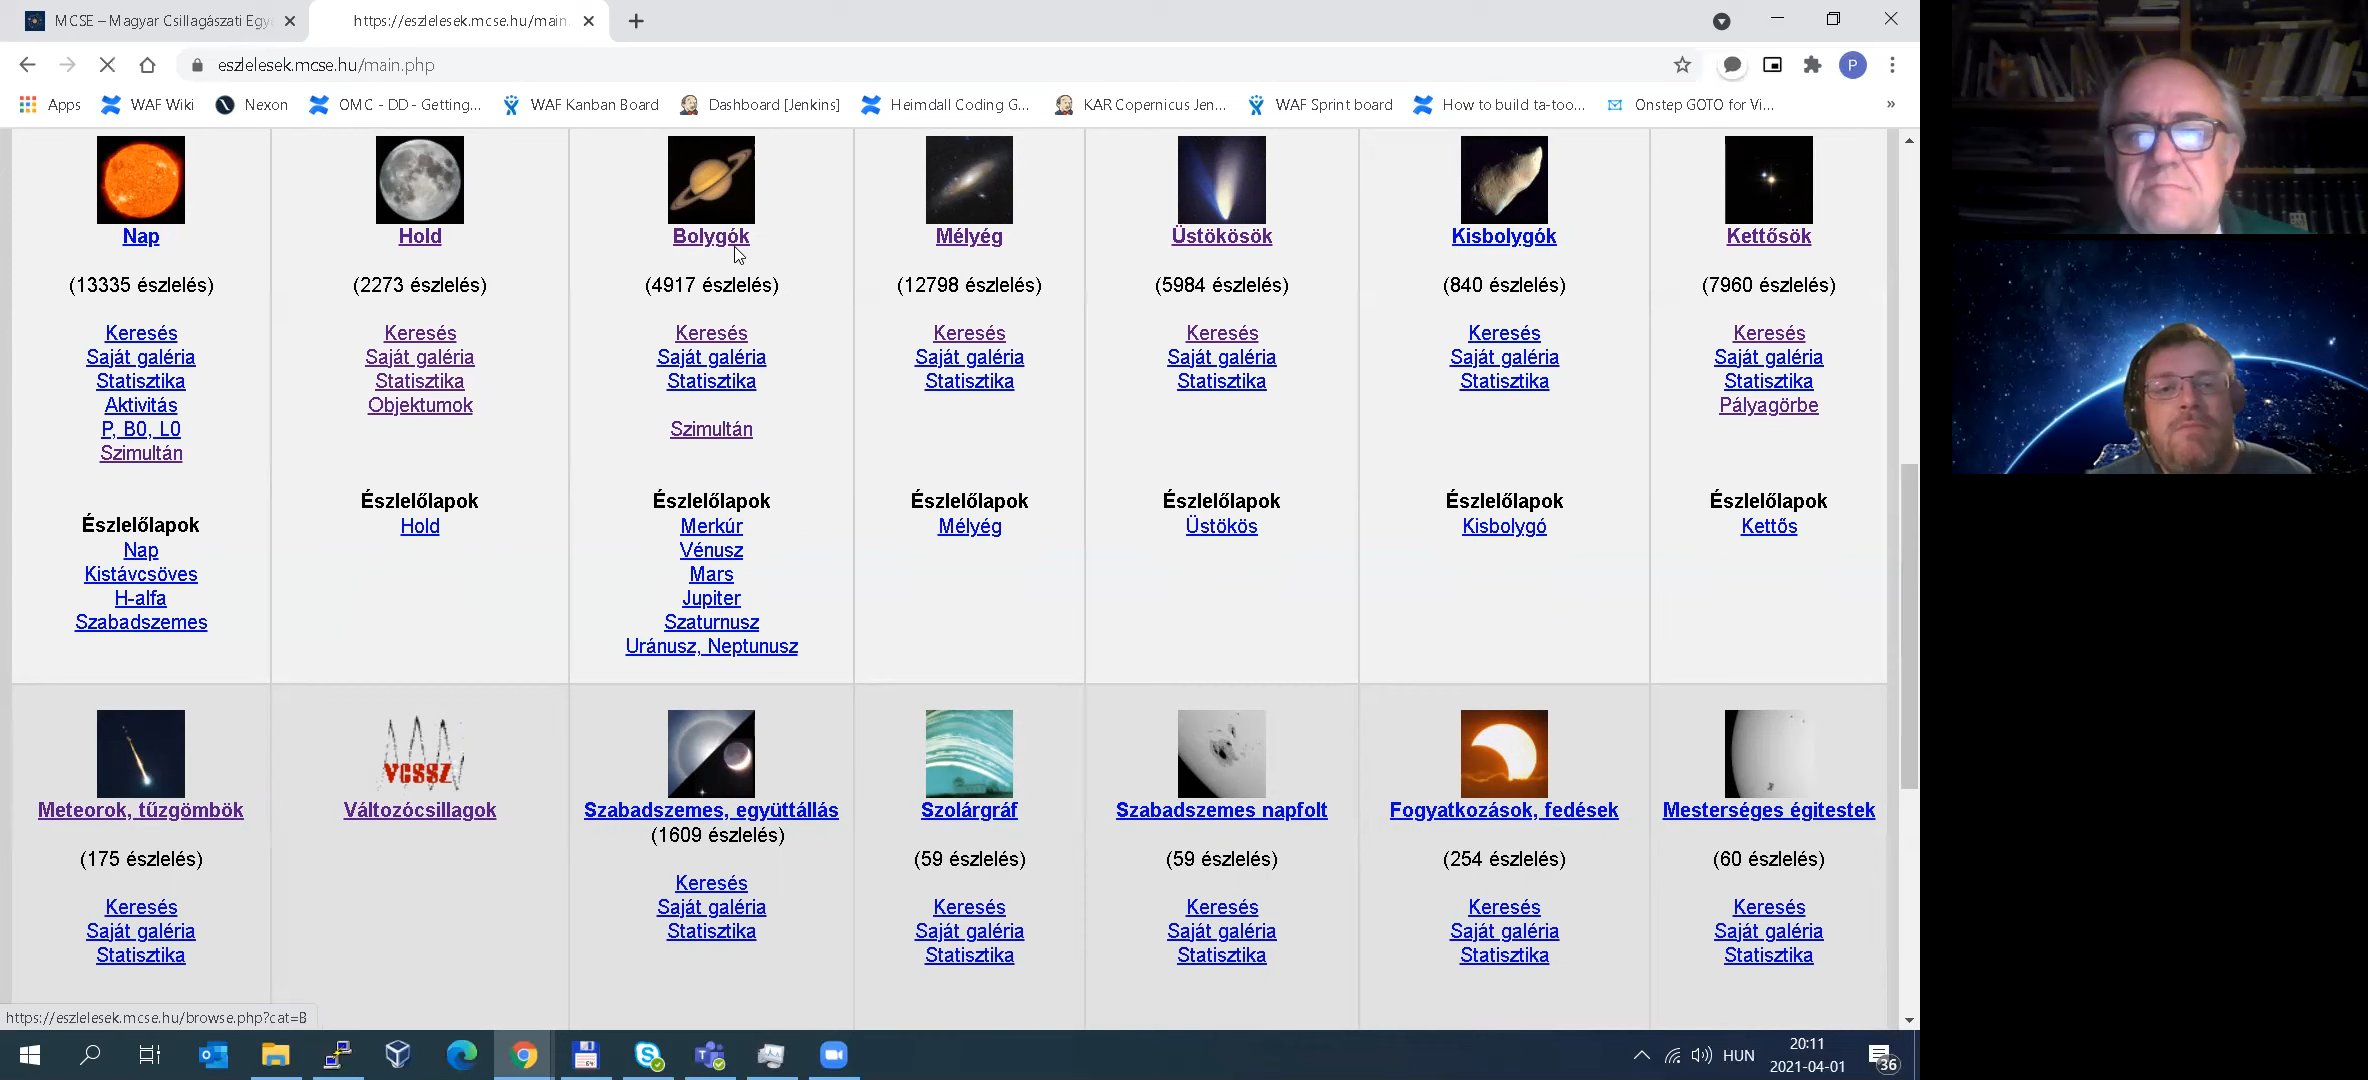 MCSE – Magyar Csillagászati Egy
https://eszlelesek.mcse.hu/main.
eszlelesek.mcse.hu/main.php
P
Apps WAF Wiki Nexon OMC - DD - Getting... WAF Kanban Board Dashboard [Jenkins] Heimdall Coding G... KAR Copernicus Jen... WAF Sprint board How to build ta-too... Onstep GOTO for Vi... »
Nap Hold Bolygók Mélyég Üstökösök Kisbolygók Kettősök
(13335 észlelés) (2273 észlelés) (4917 észlelés) (12798 észlelés) (5984 észlelés) (840 észlelés) (7960 észlelés)
Keresés Keresés Keresés Keresés Keresés Keresés Keresés
Saját galéria Saját galéria Saját galéria Saját galéria Saját galéria Saját galéria Saját galéria
Statisztika Statisztika Statisztika Statisztika Statisztika Statisztika Statisztika
Aktivitás Objektumok Pályagörbe
P, B0, L0 Szimultán
Szimultán
Észlelőlapok Észlelőlapok Észlelőlapok Észlelőlapok Észlelőlapok Észlelőlapok
Észlelőlapok Hold Merkúr Mélyég Üstökös Kisbolygó Kettős
Nap Vénusz
Kistávcsöves Mars
H-alfa Jupiter
Szabadszemes Szaturnusz
Uránusz, Neptunusz
VCSSZ
Meteorok, tűzgömbök Változócsillagok Szabadszemes, együttállás Szolárgráf Szabadszemes napfolt Fogyatkozások, fedések Mesterséges égitestek
(1609 észlelés)
(175 észlelés) (59 észlelés) (59 észlelés) (254 észlelés) (60 észlelés)
Keresés
Keresés Saját galéria Keresés Keresés Keresés Keresés
Saját galéria Statisztika Saját galéria Saját galéria Saját galéria Saját galéria
Statisztika Statisztika Statisztika Statisztika Statisztika
https://eszlelesek.mcse.hu/browse.php?cat=B
HUN
20:11
2021-04-01
36
64